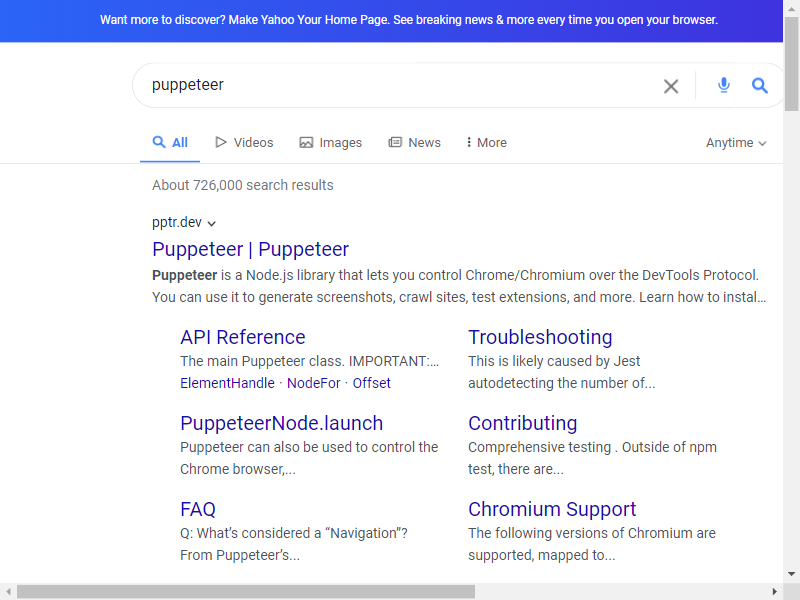 Want more to discover? Make Yahoo Your Home Page. See breaking news & more every time you open your browser.
puppeteer
All Videos Images News More Anytime
About 726,000 search results
pptr.dev
Puppeteer | Puppeteer
Puppeteer is a Node.js library that lets you control Chrome/Chromium over the DevTools Protocol.
You can use it to generate screenshots, crawl sites, test extensions, and more. Learn how to instal...
API Reference
The main Puppeteer class. IMPORTANT:...
ElementHandle · NodeFor · Offset
Troubleshooting
This is likely caused by Jest
autodetecting the number of...
PuppeteerNode.launch
Puppeteer can also be used to control the
Chrome browser,...
Contributing
Comprehensive testing . Outside of npm
test, there are...
FAQ
Q: What’s considered a “Navigation”?
From Puppeteer’s...
Chromium Support
The following versions of Chromium are
supported, mapped to...